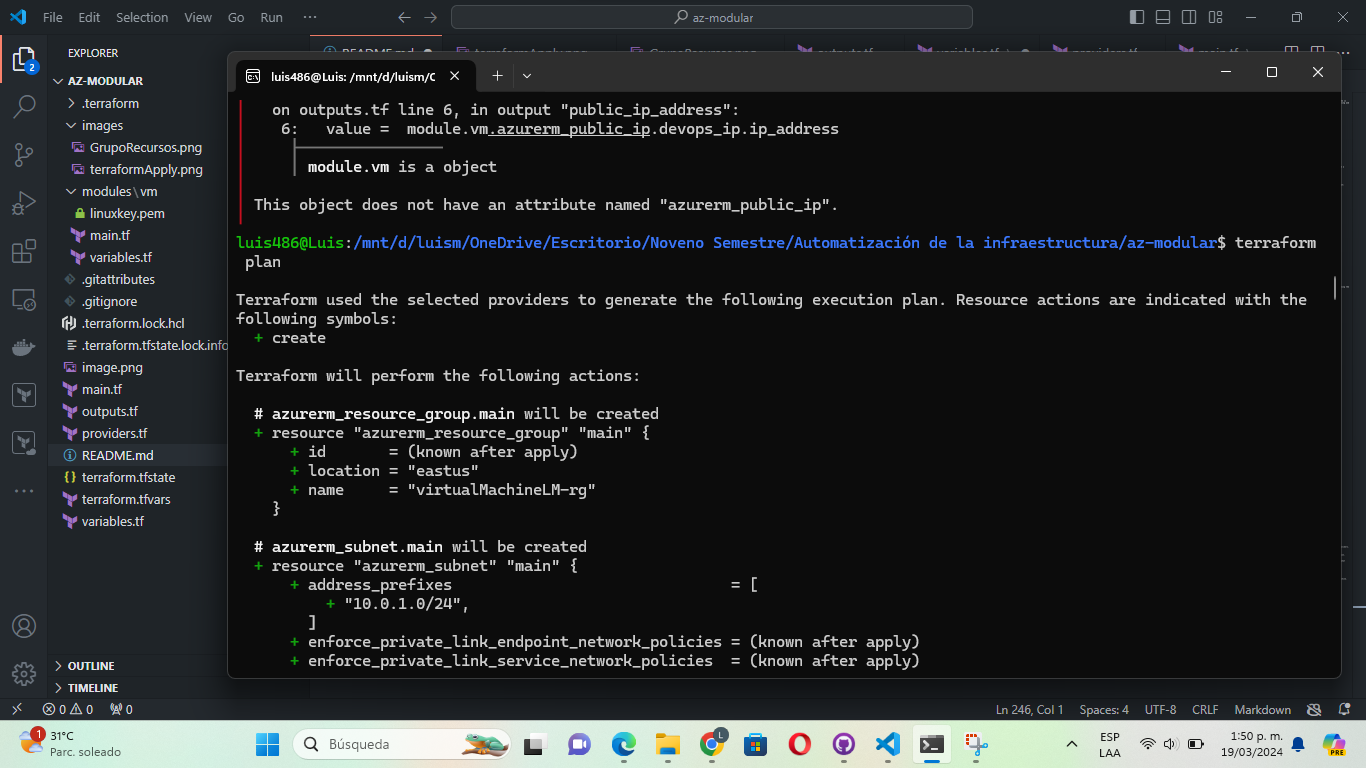 File Edit Selection View Go Run ··· az-modular
EXPLORER
AZ-MODULAR
.terraform
images
GrupoRecursos.png
terraformApply.png
modules\vm
linuxkey.pem
main.tf
variables.tf
.gitattributes
.gitignore
.terraform.lock.hcl
.terraform.tfstate.lock.info
image.png
main.tf
outputs.tf
providers.tf
README.md
terraform.tfstate
terraform.tfvars
variables.tf
OUTLINE
TIMELINE
2
luis486@Luis: /mnt/d/luism/C
on outputs.tf line 6, in output "public_ip_address":
6: value = module.vm.azurerm_public_ip.devops_ip.ip_address
module.vm is a object
This object does not have an attribute named "azurerm_public_ip".
luis486@Luis:/mnt/d/luism/OneDrive/Escritorio/Noveno Semestre/Automatización de la infraestructura/az-modular$ terraform
plan
Terraform used the selected providers to generate the following execution plan. Resource actions are indicated with the
following symbols:
+ create
Terraform will perform the following actions:
# azurerm_resource_group.main will be created
+ resource "azurerm_resource_group" "main" {
+ id = (known after apply)
+ location = "eastus"
+ name = "virtualMachineLM-rg"
}
# azurerm_subnet.main will be created
+ resource "azurerm_subnet" "main" {
+ address_prefixes = [
+ "10.0.1.0/24",
]
+ enforce_private_link_endpoint_network_policies = (known after apply)
+ enforce_private_link_service_network_policies = (known after apply)
0 0 0 Ln 246, Col 1 Spaces: 4 UTF-8 CRLF Markdown
1
31°C
Parc. soleado
Búsqueda
L
ESP
LAA
1:50 p. m.
19/03/2024
PRE